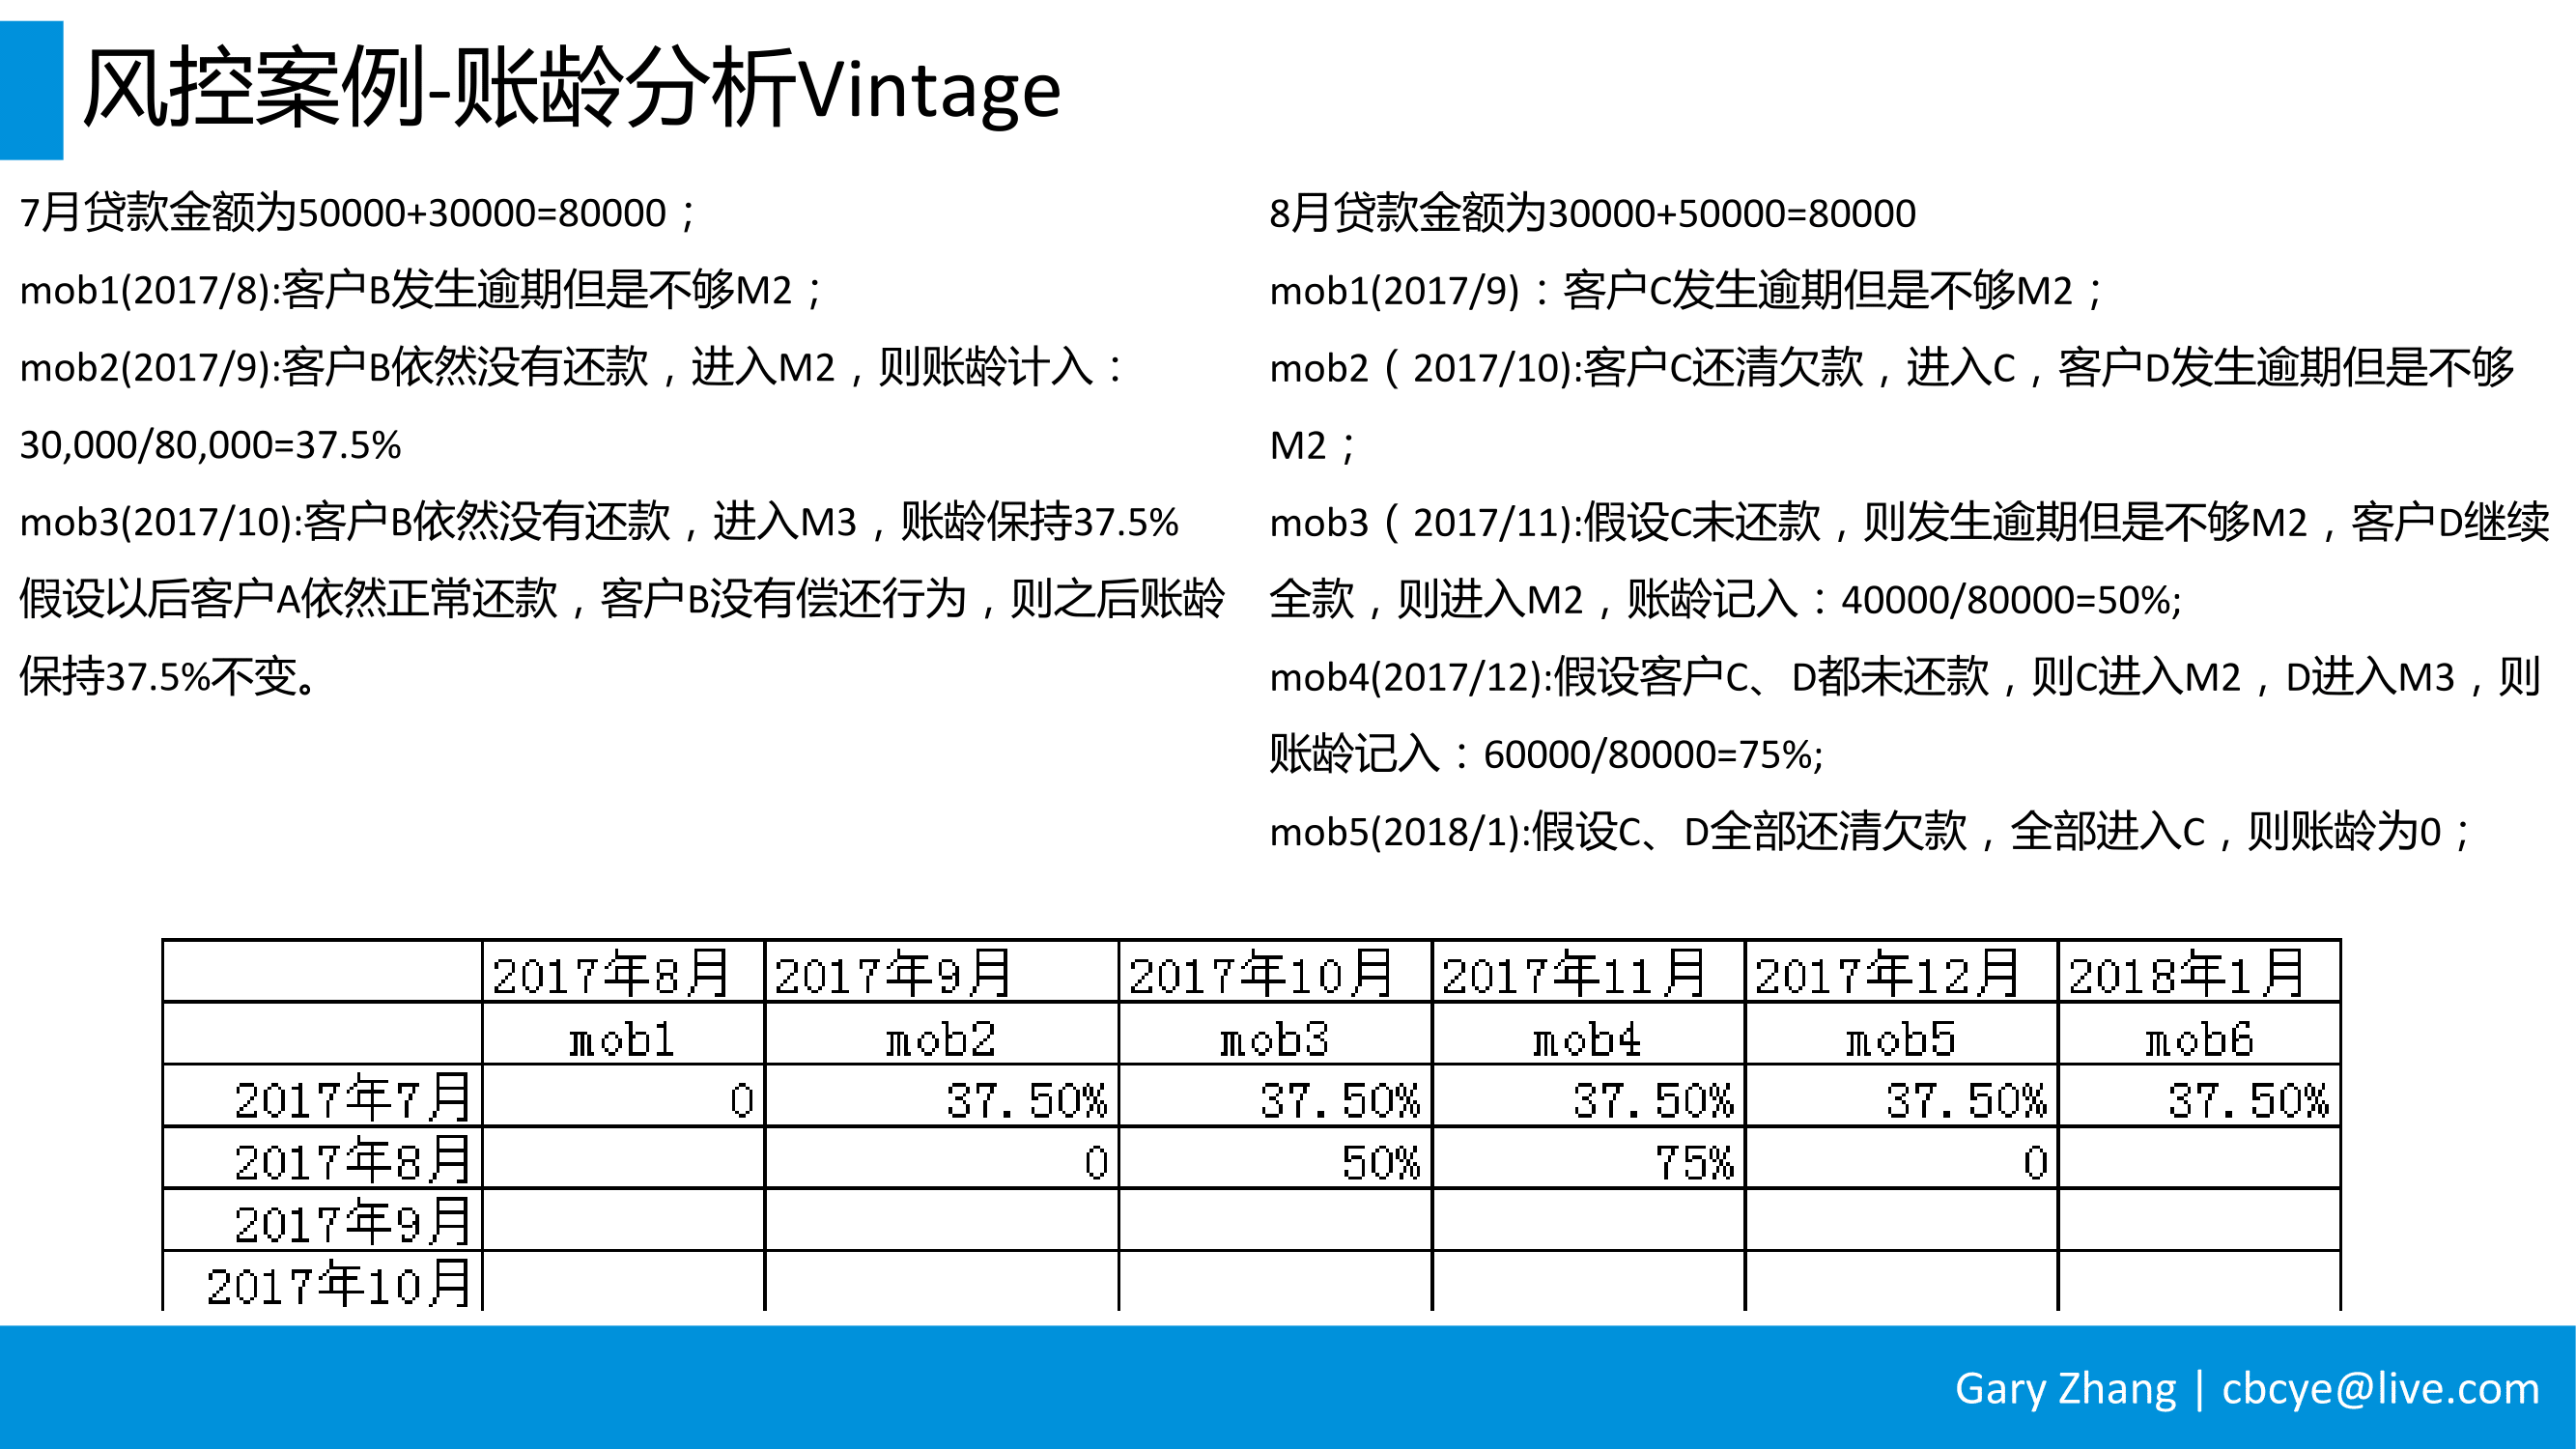 风控案例-账龄分析Vintage
7月贷款金额为50000+30000=80000；
mob1(2017/8):客户B发生逾期但是不够M2；
mob2(2017/9):客户B依然没有还款，进入M2，则账龄计入：
30,000/80,000=37.5%
mob3(2017/10):客户B依然没有还款，进入M3，账龄保持37.5%
假设以后客户A依然正常还款，客户B没有偿还行为，则之后账龄
保持37.5%不变。
8月贷款金额为30000+50000=80000
mob1(2017/9)：客户C发生逾期但是不够M2；
mob2（2017/10):客户C还清欠款，进入C，客户D发生逾期但是不够
M2；
mob3（2017/11):假设C未还款，则发生逾期但是不够M2，客户D继续
全款，则进入M2，账龄记入：40000/80000=50%;
mob4(2017/12):假设客户C、D都未还款，则C进入M2，D进入M3，则
账龄记入：60000/80000=75%;
mob5(2018/1):假设C、D全部还清欠款，全部进入C，则账龄为0；
2017年8月 2017年9月 2017年10月 2017年11月 2017年12月 2018年1月
mob1 mob2 mob3 mob4 mob5 mob6
2017年7月 0 37.50% 37.50% 37.50% 37.50% 37.50%
2017年8月 0 50% 75% 0
2017年9月
2017年10月
Gary Zhang | cbcye@live.com